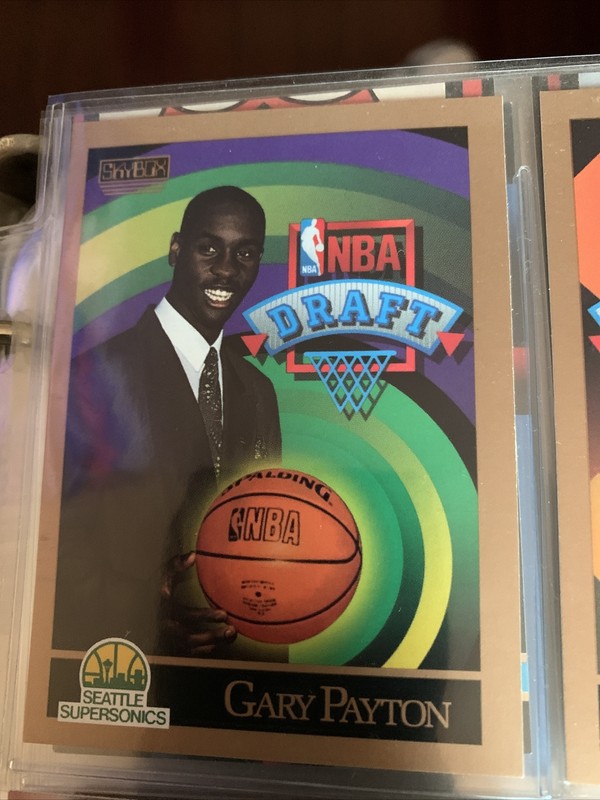 SKYBOX
NBA
NBA
DRAFT
SPALDING
NBA
SEATTLE
SUPERSONICS
GARY PAYTON